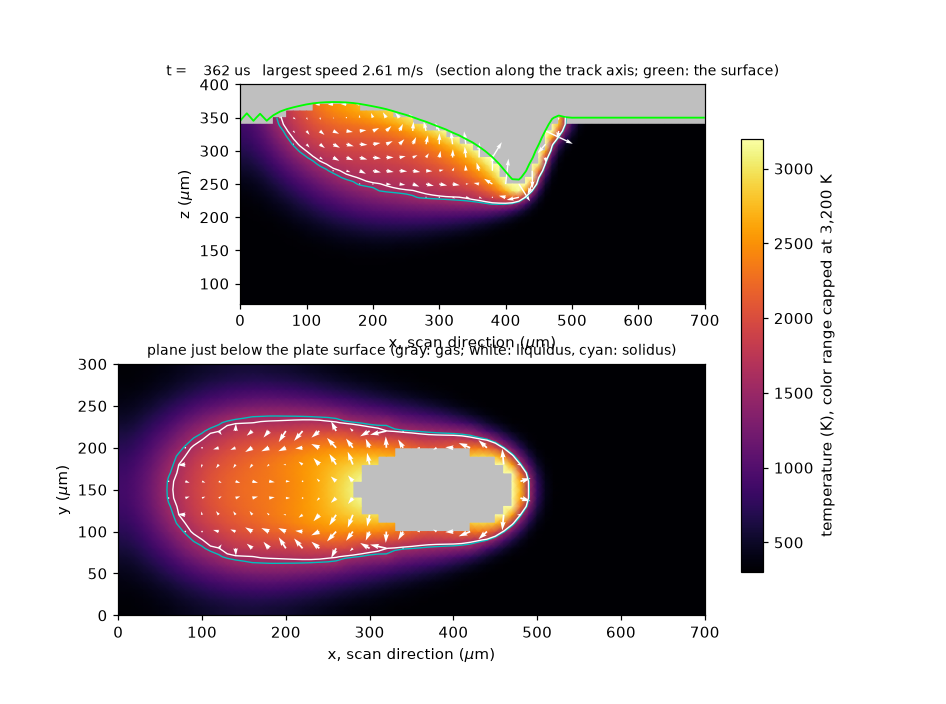 t =    362 us   largest speed 2.61 m/s   (section along the track axis; green: the surface)
400
350
300
250
200
150
100
z (μm)
0 100 200 300 400 500 600 700
x, scan direction (μm)
plane just below the plate surface (gray: gas; white: liquidus, cyan: solidus)
300
250
200
150
100
50
0
y (μm)
0 100 200 300 400 500 600 700
x, scan direction (μm)
3000
2500
2000
1500
1000
500
temperature (K), color range capped at 3,200 K